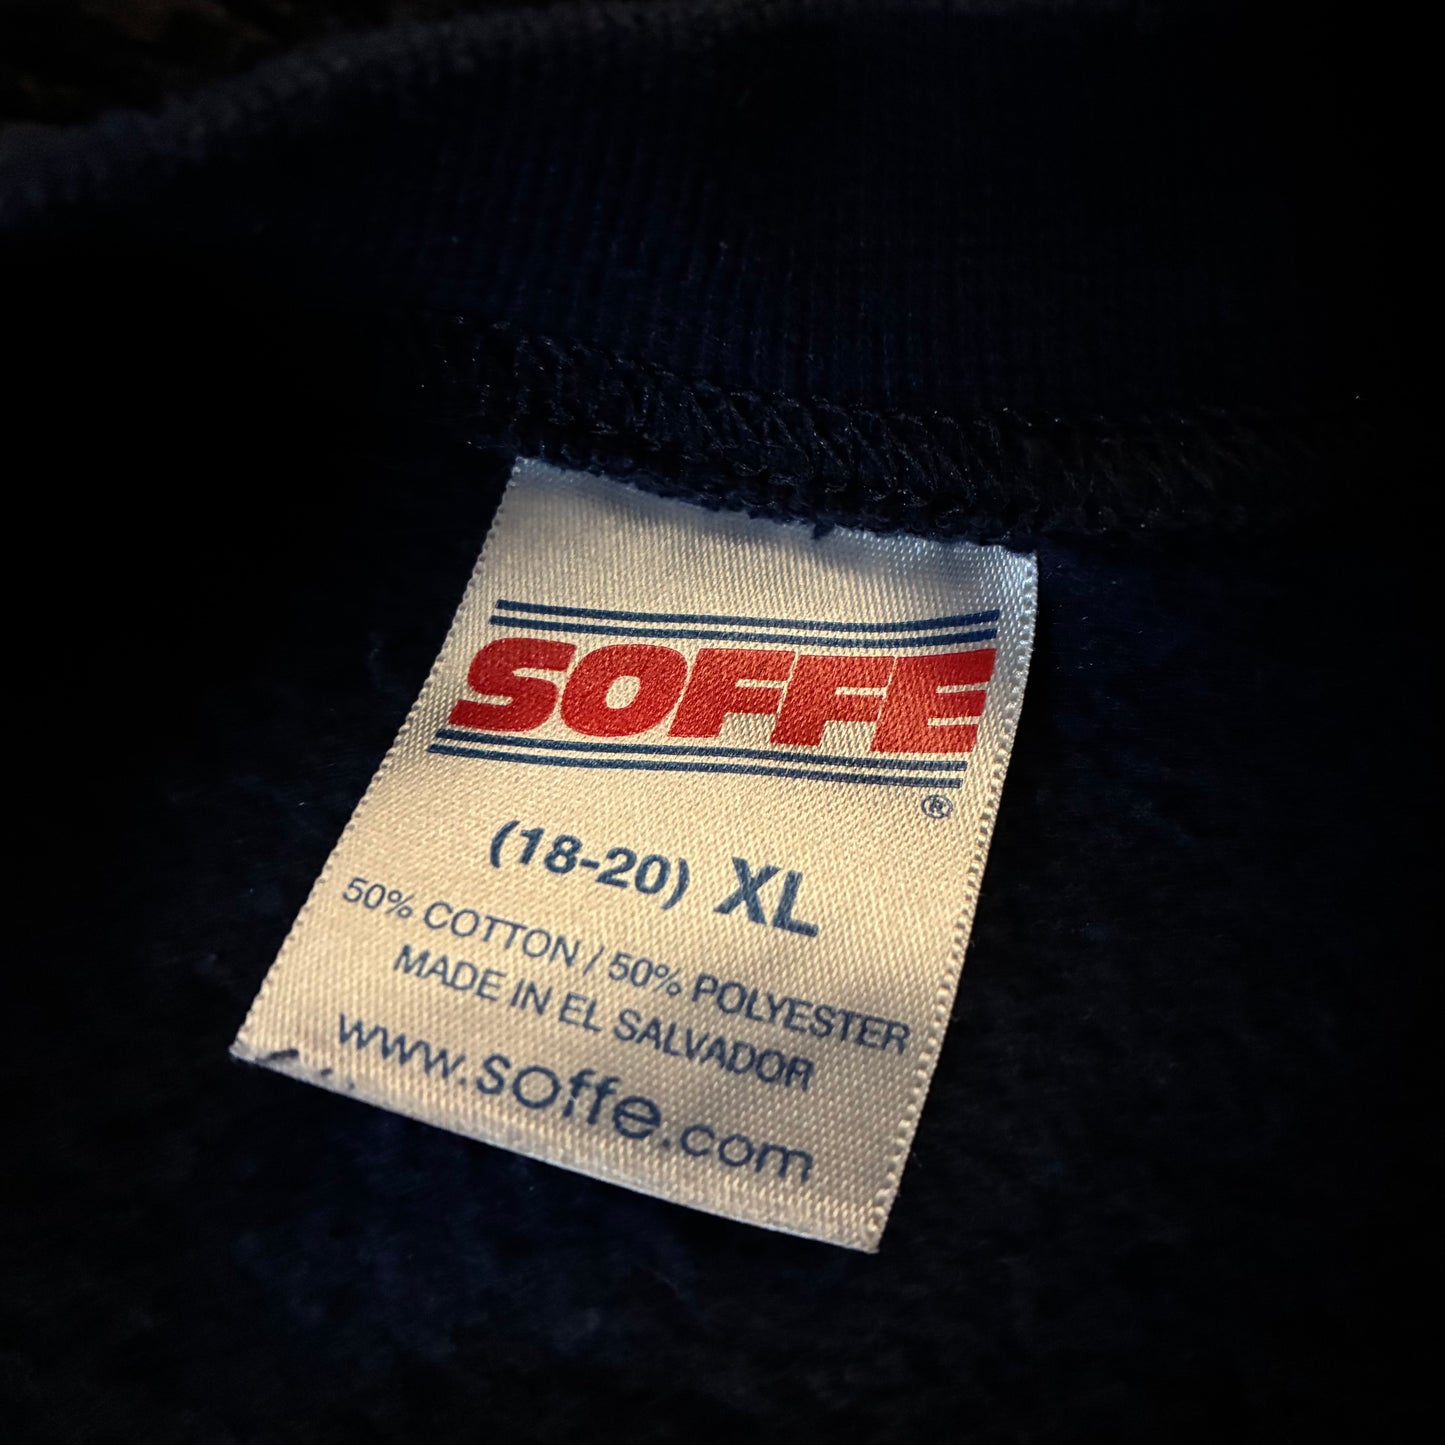 SOFFE
®
(18-20) XL
50% COTTON / 50% POLYESTER
MADE IN EL SALVADOR
www.soffe.com